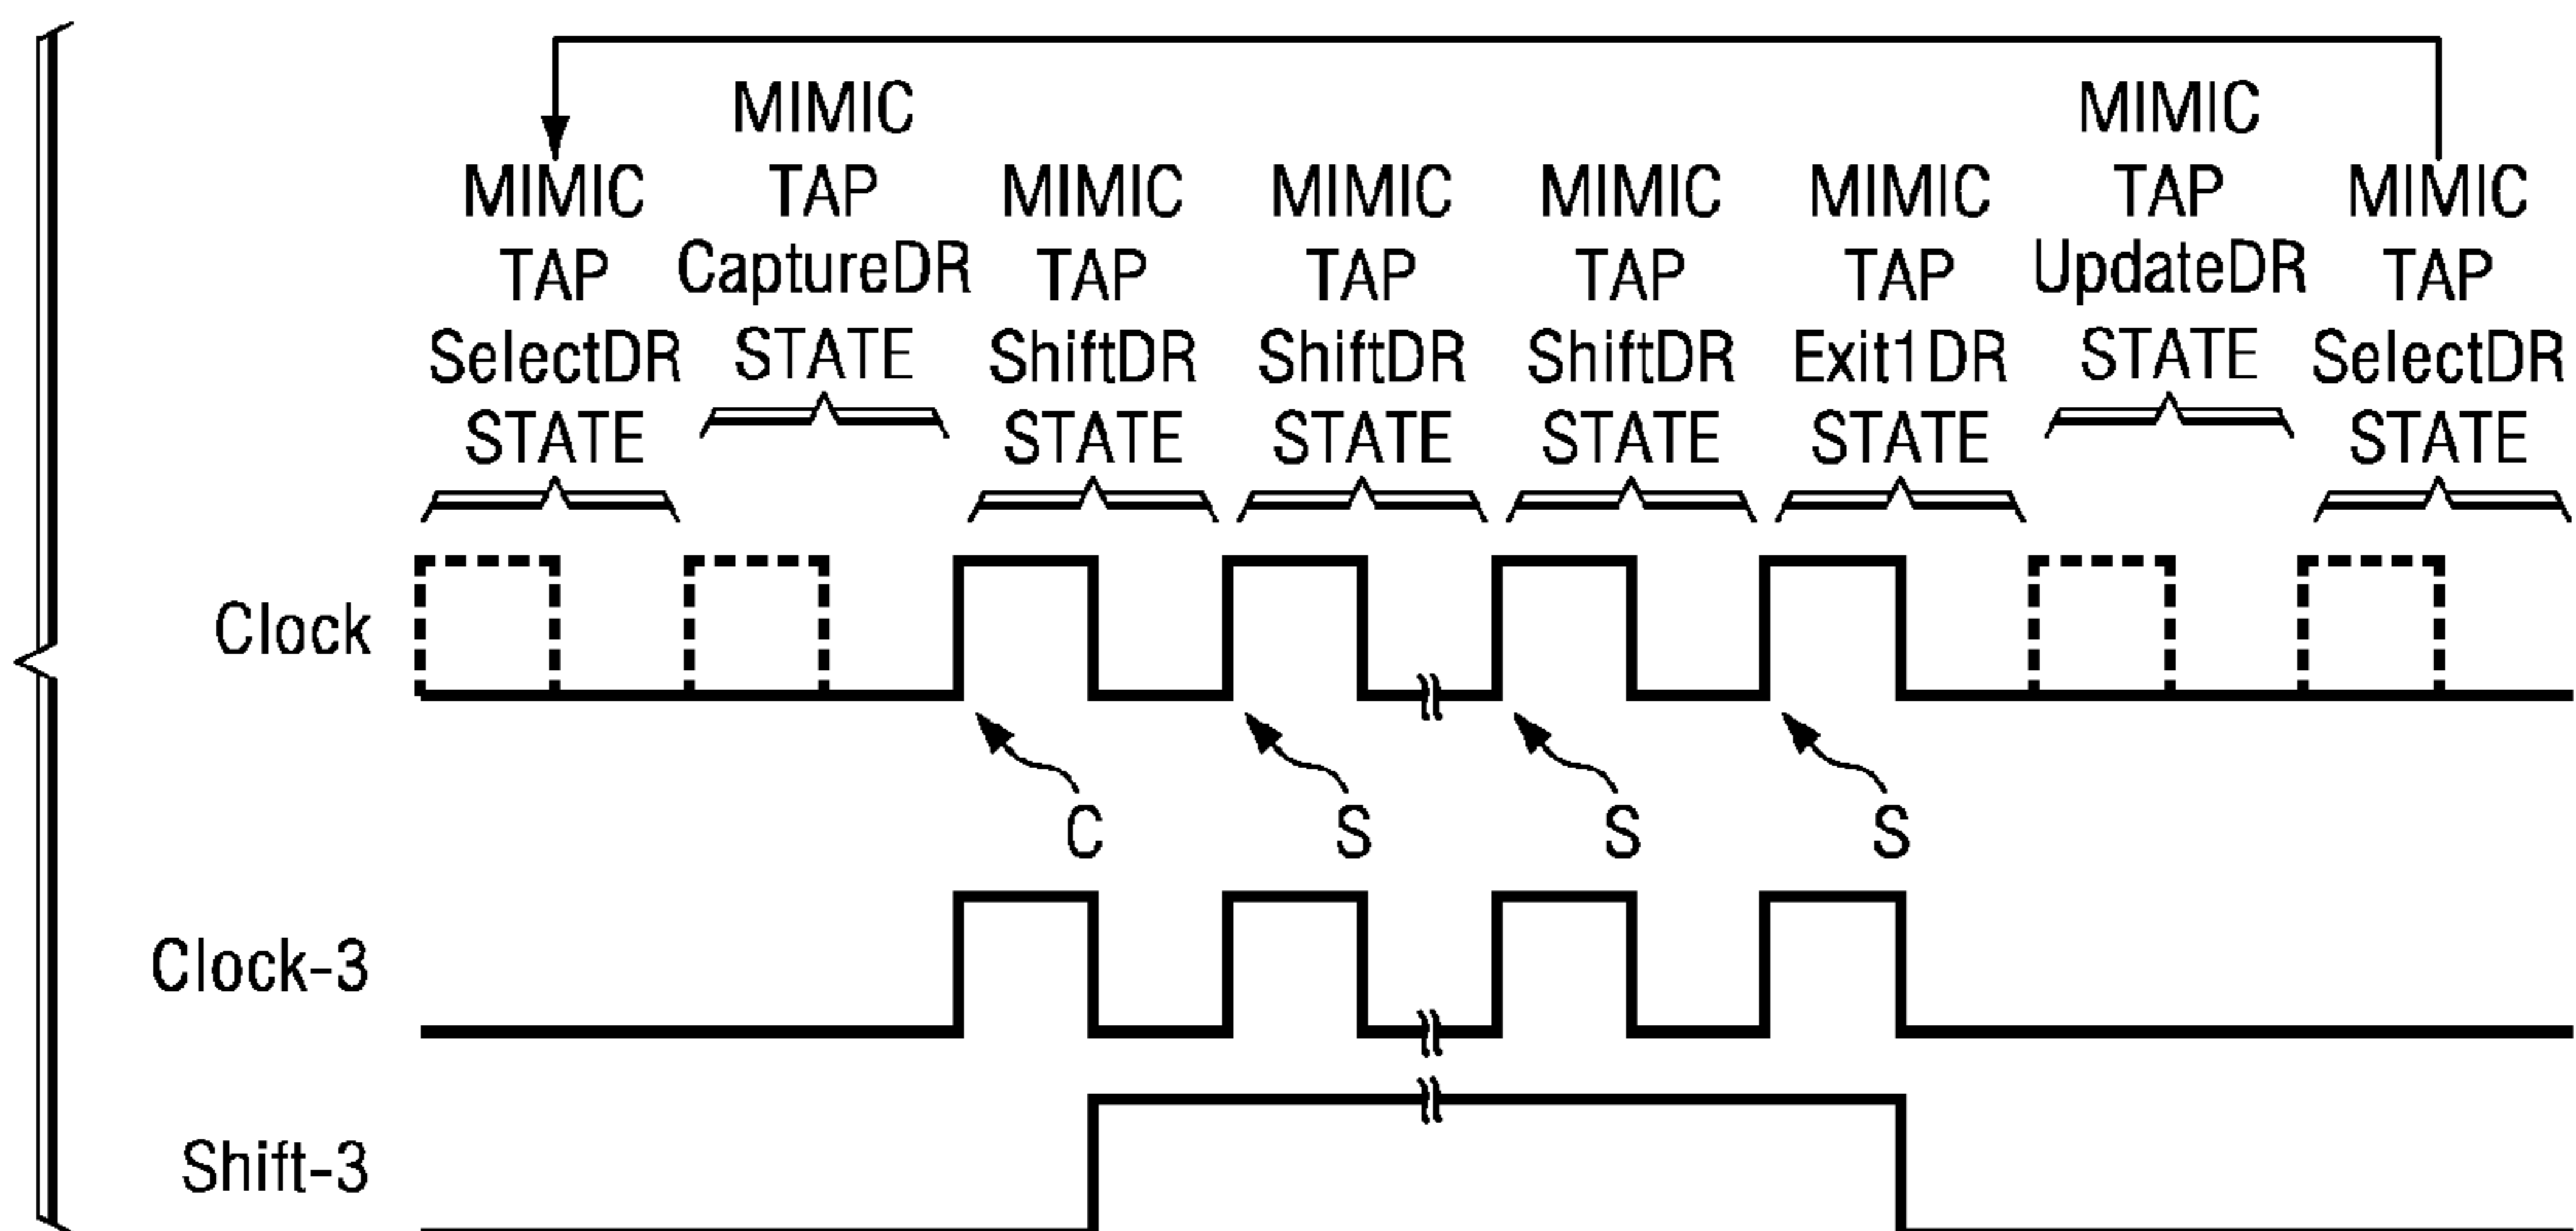 MIMIC
TAP
SelectDR
STATE
MIMIC
TAP
CaptureDR
STATE
MIMIC
TAP
ShiftDR
STATE
MIMIC
TAP
ShiftDR
STATE
MIMIC
TAP
ShiftDR
STATE
MIMIC
TAP
Exit1DR
STATE
MIMIC
TAP
UpdateDR
STATE
MIMIC
TAP
SelectDR
STATE
Clock
C
S
S
S
Clock-3
Shift-3